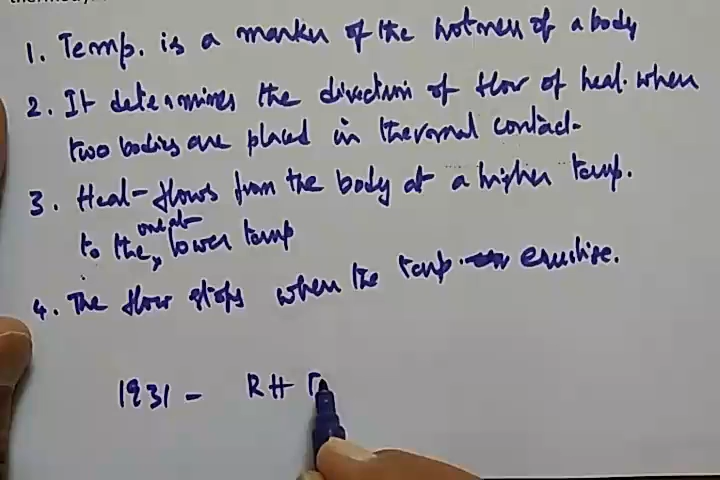 1. Temp. is a marker of the hotness of a body
2. It determines the direction of flow of heat. when
two bodies are placed in thermal contact.
3. Heat flows from the body at a higher temp.
to the one at lower temp
4. The flow stops when the temp. equilise.
1931 - RH